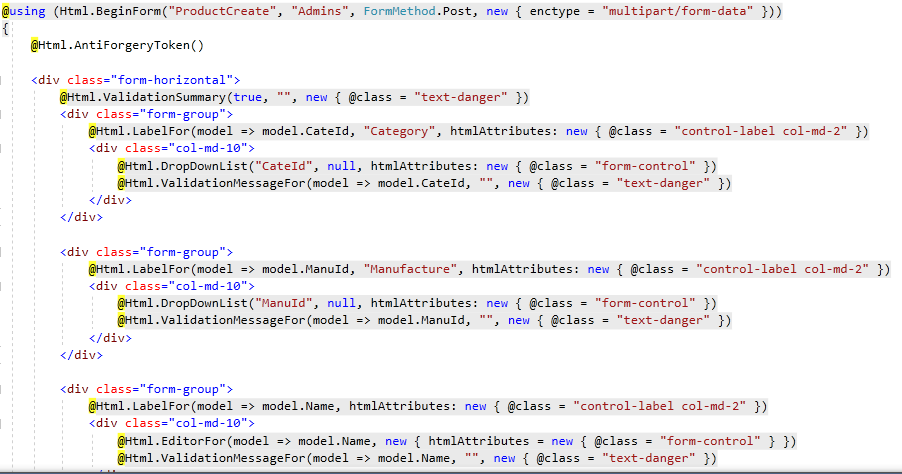 @using (Html.BeginForm("ProductCreate", "Admins", FormMethod.Post, new { enctype = "multipart/form-data" }))
{
@Html.AntiForgeryToken()
<div class="form-horizontal">
@Html.ValidationSummary(true, "", new { @class = "text-danger" })
<div class="form-group">
@Html.LabelFor(model => model.CateId, "Category", htmlAttributes: new { @class = "control-label col-md-2" })
<div class="col-md-10">
@Html.DropDownList("CateId", null, htmlAttributes: new { @class = "form-control" })
@Html.ValidationMessageFor(model => model.CateId, "", new { @class = "text-danger" })
</div>
</div>
<div class="form-group">
@Html.LabelFor(model => model.ManuId, "Manufacture", htmlAttributes: new { @class = "control-label col-md-2" })
<div class="col-md-10">
@Html.DropDownList("ManuId", null, htmlAttributes: new { @class = "form-control" })
@Html.ValidationMessageFor(model => model.ManuId, "", new { @class = "text-danger" })
</div>
</div>
<div class="form-group">
@Html.LabelFor(model => model.Name, htmlAttributes: new { @class = "control-label col-md-2" })
<div class="col-md-10">
@Html.EditorFor(model => model.Name, new { htmlAttributes = new { @class = "form-control" } })
@Html.ValidationMessageFor(model => model.Name, "", new { @class = "text-danger" })